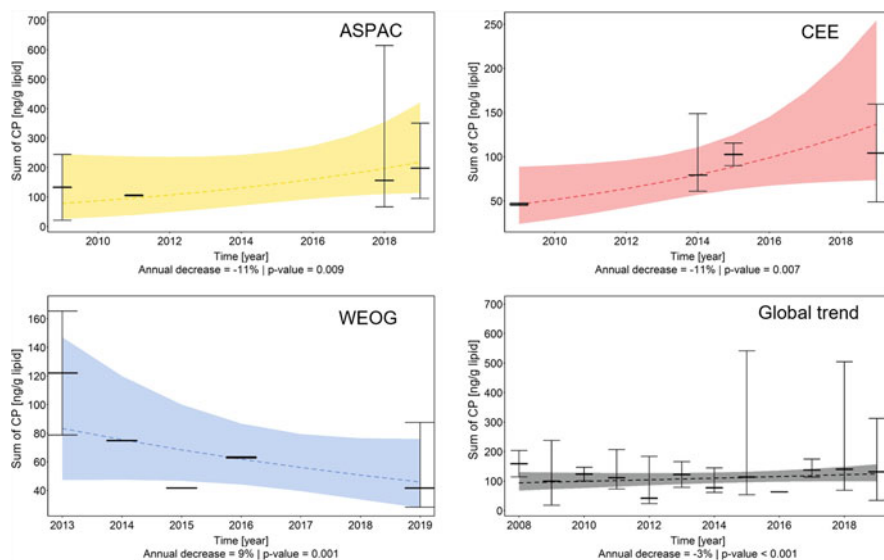 ASPAC
Sum of CP [ng/g lipid]
700
600
500
400
300
200
100
0
2010 2012 2014 2016 2018
Time [year]
Annual decrease = -11% | p-value = 0.009
CEE
Sum of CP [ng/g lipid]
250
200
150
100
50
2010 2012 2014 2016 2018
Time [year]
Annual decrease = -11% | p-value = 0.007
WEOG
Sum of CP [ng/g lipid]
160
140
120
100
80
60
40
2013 2014 2015 2016 2017 2018 2019
Time [year]
Annual decrease = 9% | p-value = 0.001
Global trend
Sum of CP [ng/g lipid]
700
600
500
400
300
200
100
0
2008 2010 2012 2014 2016 2018
Time [year]
Annual decrease = -3% | p-value < 0.001